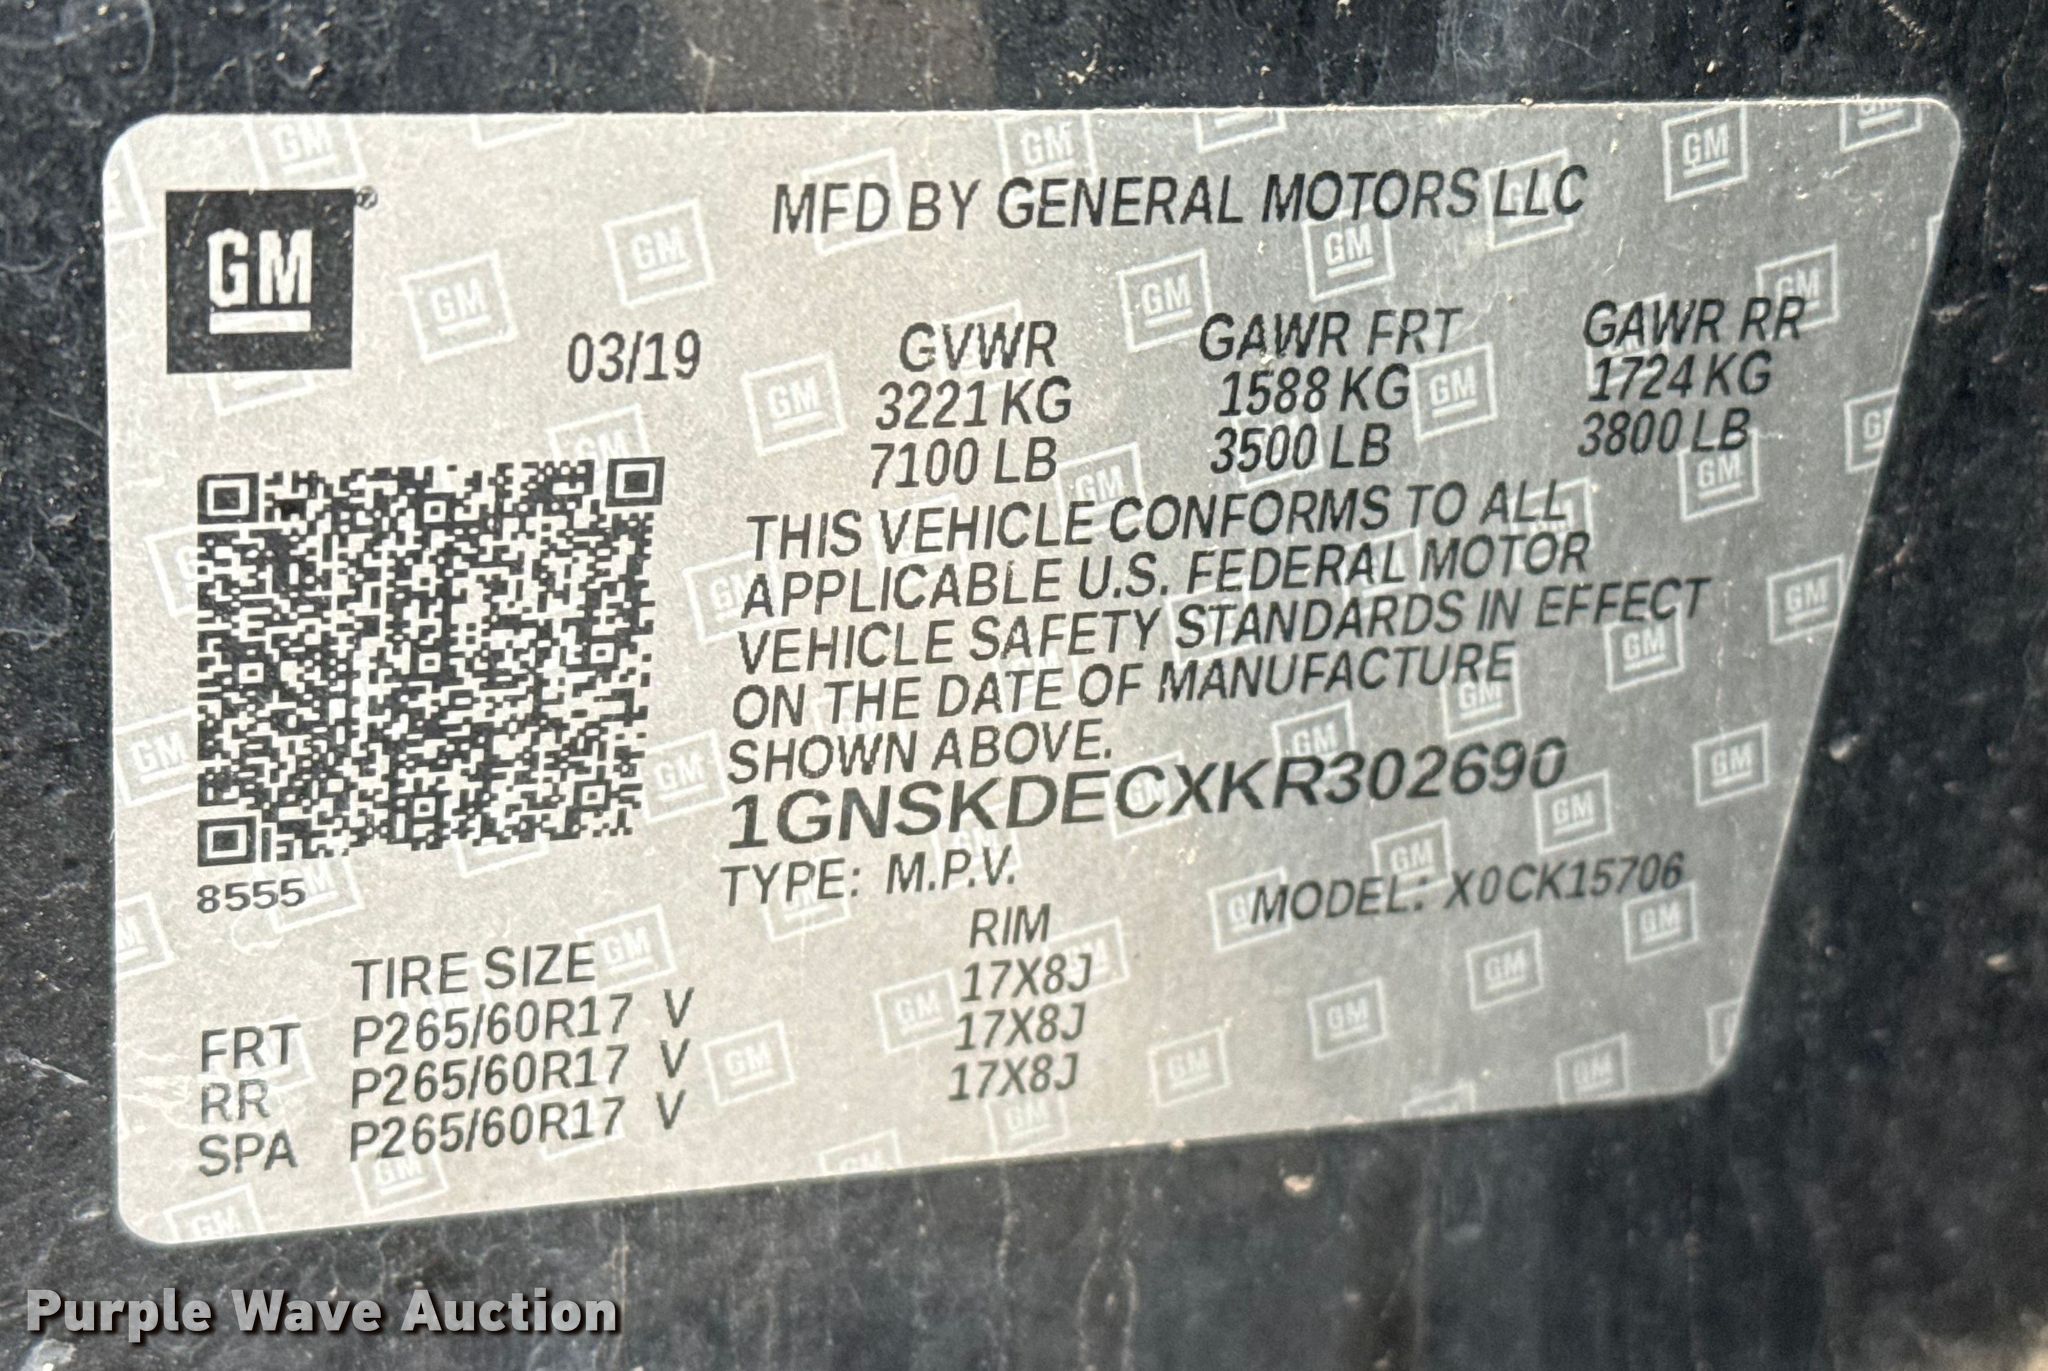 GM®
MFD BY GENERAL MOTORS LLC
03/19 GVWR GAWR FRT GAWR RR
3221 KG 1588 KG 1724 KG
7100 LB 3500 LB 3800 LB
THIS VEHICLE CONFORMS TO ALL
APPLICABLE U.S. FEDERAL MOTOR
VEHICLE SAFETY STANDARDS IN EFFECT
ON THE DATE OF MANUFACTURE
SHOWN ABOVE.
1GNSKDECXKR302690
8555
TYPE: M.P.V. MODEL: X0CK15706
TIRE SIZE RIM
FRT P265/60R17 V 17X8J
RR P265/60R17 V 17X8J
SPA P265/60R17 V 17X8J
Purple Wave Auction